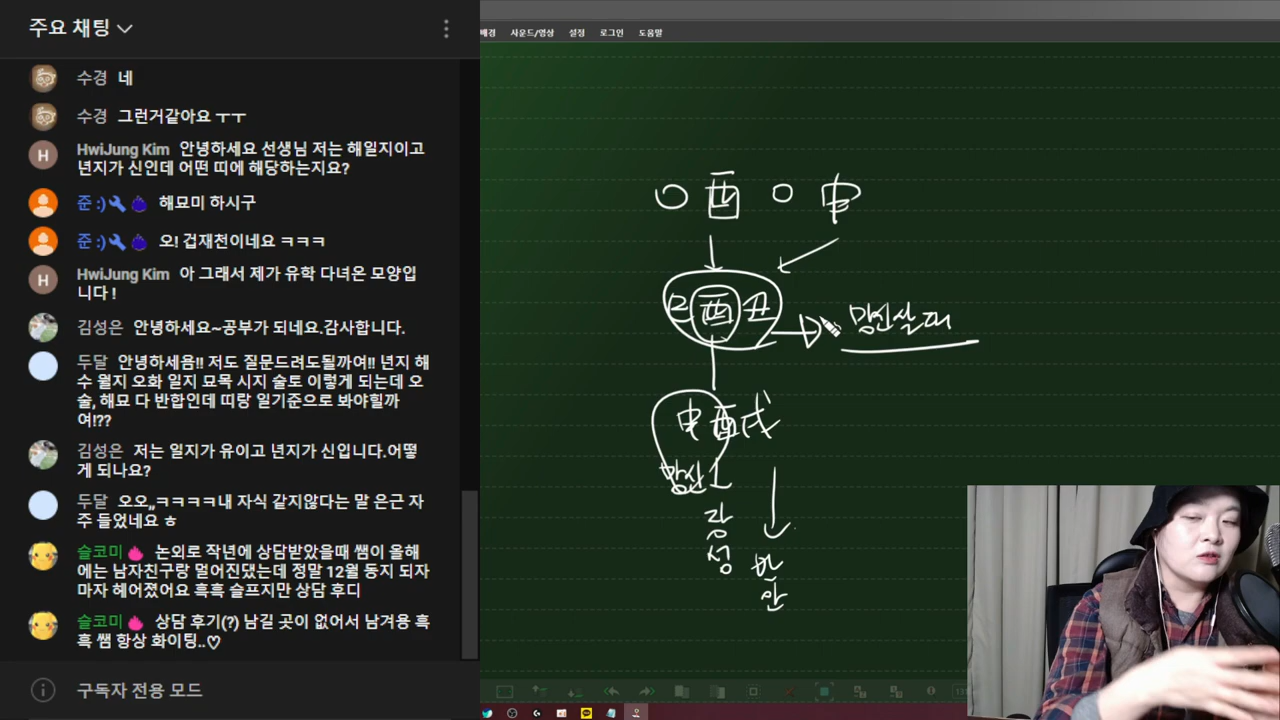 주요 채팅
배경 사운드/영상 설정 로그인 도움말
수경 네
수경 그런거같아요 ㅜㅜ
HwiJung Kim 안녕하세요 선생님 저는 해일지이고
년지가 신인데 어떤 띠에 해당하는지요?
준 :) 해묘미 하시구
준 :) 오! 겁재천이네요 ㅋㅋㅋ
HwiJung Kim 아 그래서 제가 유학 다녀온 모양입
니다 !
김성은 안녕하세요~공부가 되네요.감사합니다.
두달 안녕하세욤!! 저도 질문드려도될까여!! 년지 해
수 월지 오화 일지 묘목 시지 술토 이렇게 되는데 오
술, 해묘 다 반합인데 띠랑 일기준으로 봐야힐까
여!??
김성은 저는 일지가 유이고 년지가 신입니다.어떻
게 되나요?
두달 오오,,ㅋㅋㅋㅋ내 자식 같지않다는 말 은근 자
주 들었네요 ㅎ
슬코미 논외로 작년에 상담받았을때 쌤이 올해
에는 남자친구랑 멀어진댔는데 정말 12월 동지 되자
마자 헤어졌어요 흑흑 슬프지만 상담 후디
슬코미 상담 후기(?) 남길 곳이 없어서 남겨용 흑
흑 쌤 항상 화이팅..♡
구독자 전용 모드
○ 酉 ○ 申
巳 酉 丑
망신살 띠
申 酉 戌
망신
장
성
반
안